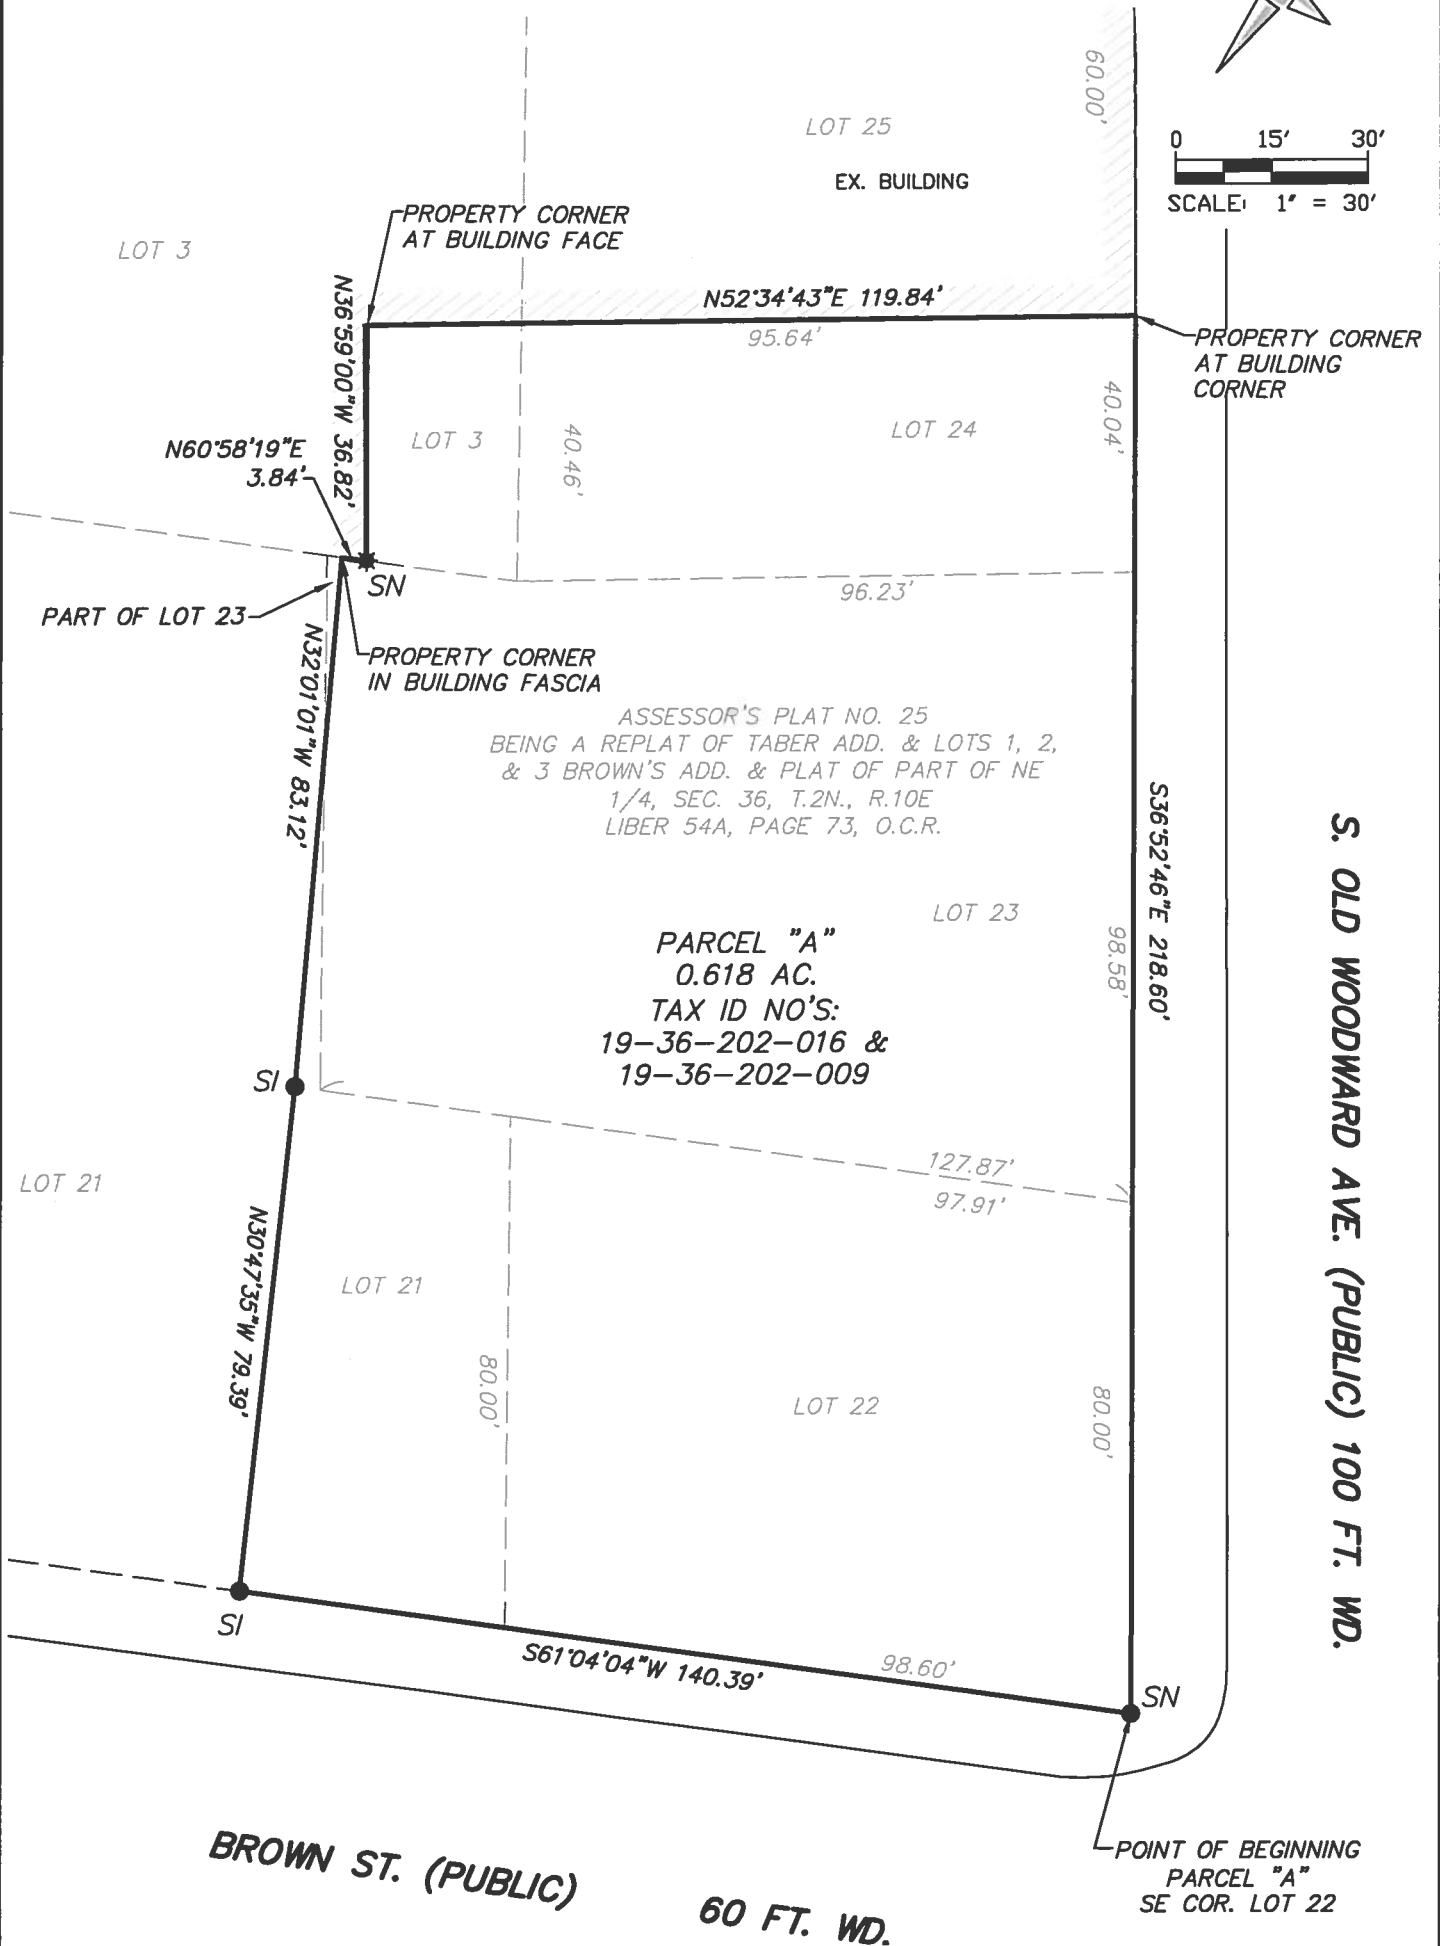 60.00'
LOT 25
0 15' 30'
EX. BUILDING
SCALE: 1" = 30'
PROPERTY CORNER
AT BUILDING FACE
LOT 3
N52°34'43"E 119.84'
95.64'
PROPERTY CORNER
AT BUILDING
CORNER
N36°59'00"W 36.82'
40.04'
LOT 3
LOT 24
40.46'
N60°58'19"E
3.84'
SN
96.23'
PART OF LOT 23
PROPERTY CORNER
IN BUILDING FASCIA
N32°01'01"W 83.12'
ASSESSOR'S PLAT NO. 25
BEING A REPLAT OF TABER ADD. & LOTS 1, 2,
& 3 BROWN'S ADD. & PLAT OF PART OF NE
1/4, SEC. 36, T.2N., R.10E
LIBER 54A, PAGE 73, O.C.R.
S36°52'46"E 218.60'
S. OLD WOODWARD AVE. (PUBLIC) 100 FT. WD.
LOT 23
98.58'
PARCEL "A"
0.618 AC.
TAX ID NO'S:
19-36-202-016 &
19-36-202-009
SI
127.87'
97.91'
LOT 21
N30°47'35"W 79.39'
LOT 21
80.00'
LOT 22
80.00'
SI
S61°04'04"W 140.39'
98.60'
SN
POINT OF BEGINNING
PARCEL "A"
SE COR. LOT 22
BROWN ST. (PUBLIC)
60 FT. WD.